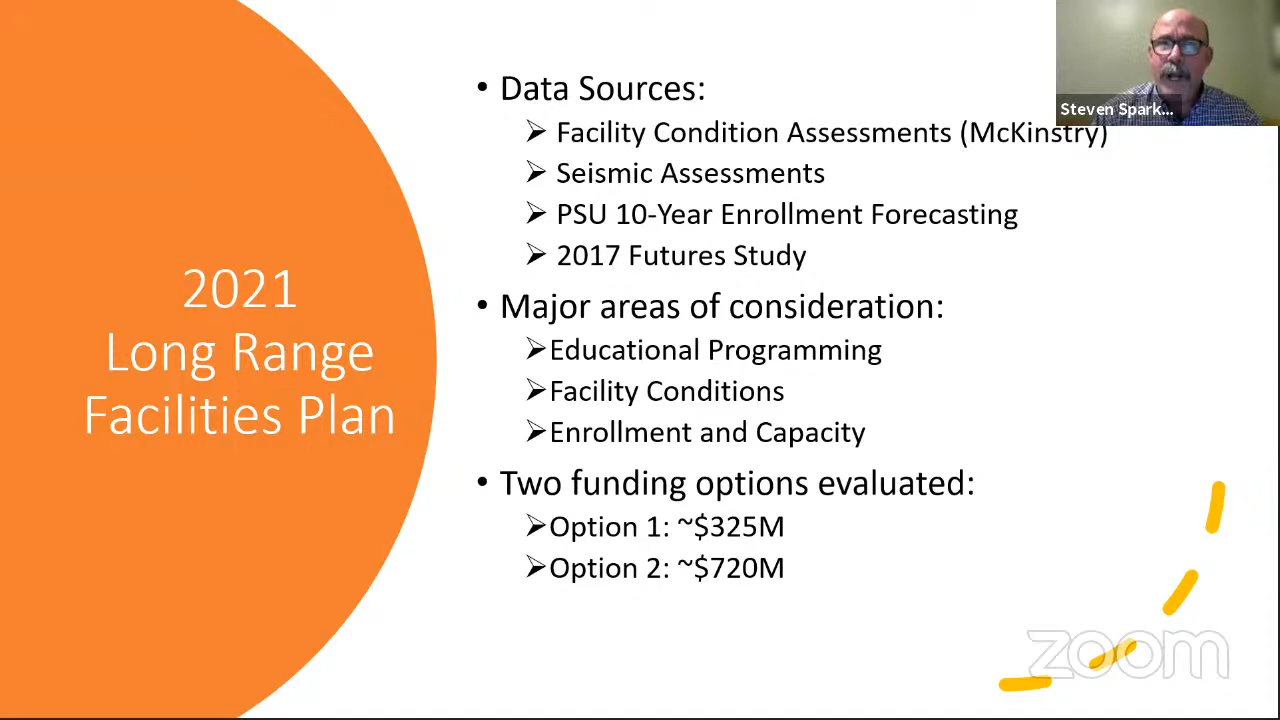 2021
Long Range
Facilities Plan
• Data Sources:
➢ Facility Condition Assessments (McKinstry)
➢ Seismic Assessments
➢ PSU 10-Year Enrollment Forecasting
➢ 2017 Futures Study
• Major areas of consideration:
➢Educational Programming
➢Facility Conditions
➢Enrollment and Capacity
• Two funding options evaluated:
➢Option 1: ~$325M
➢Option 2: ~$720M
Steven Spark...
zoom